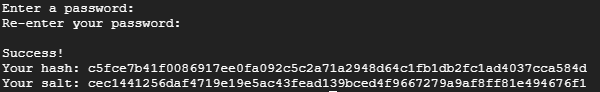 Enter a password:
Re-enter your password:
Success!
Your hash: c5fce7b41f0086917ee0fa092c5c2a71a2948d64c1fb1db2fc1ad4037cca584d
Your salt: cec1441256daf4719e19e5ac43fead139bced4f9667279a9af8ff81e494676f1